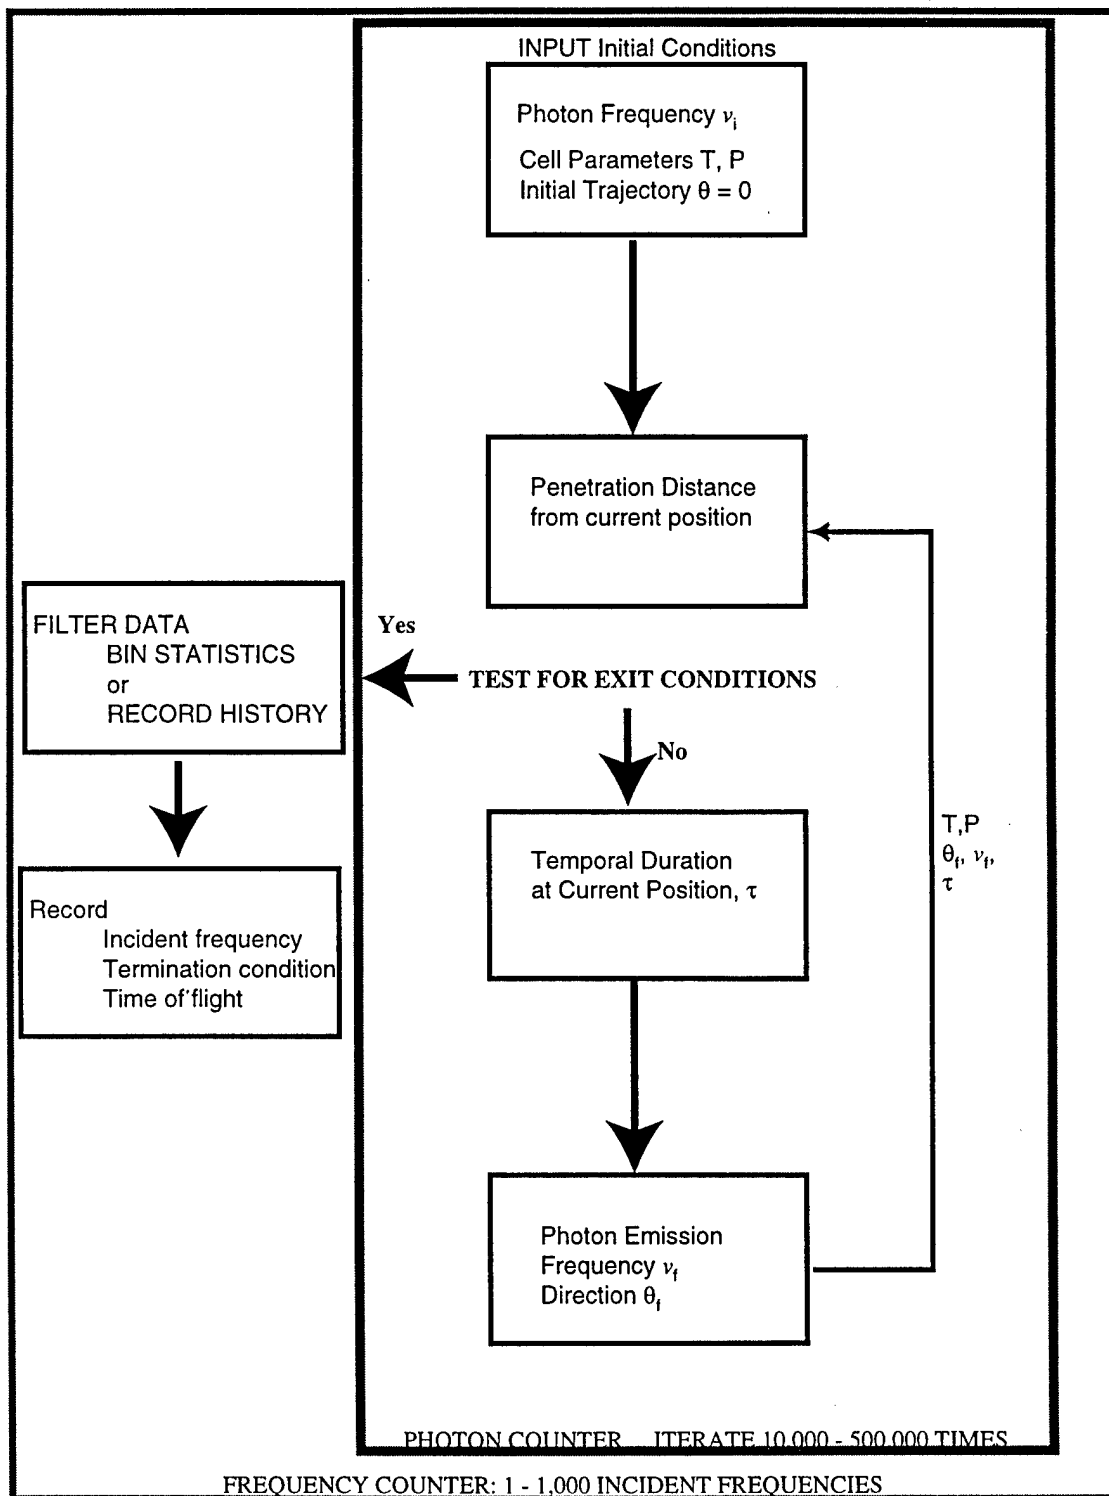 INPUT Initial Conditions
Photon Frequency νi
Cell Parameters T, P
Initial Trajectory θ = 0
Penetration Distance
from current position
Yes
TEST FOR EXIT CONDITIONS
No
FILTER DATA
BIN STATISTICS
or
RECORD HISTORY
Temporal Duration
at Current Position, τ
T,P
θf, νf,
τ
Record
Incident frequency
Termination condition
Time of flight
Photon Emission
Frequency νf
Direction θf
PHOTON COUNTER ITERATE 10,000 - 500,000 TIMES
FREQUENCY COUNTER: 1 - 1,000 INCIDENT FREQUENCIES